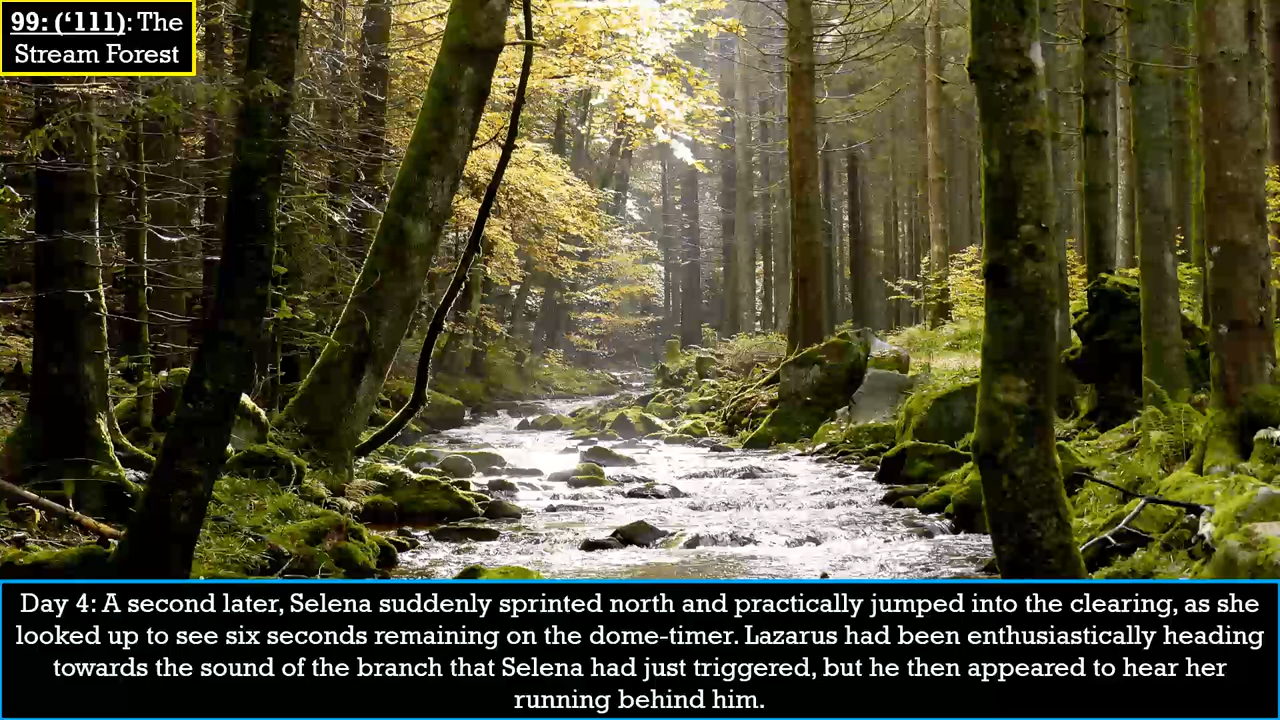 99: (‘111): The
Stream Forest
Day 4: A second later, Selena suddenly sprinted north and practically jumped into the clearing, as she
looked up to see six seconds remaining on the dome-timer. Lazarus had been enthusiastically heading
towards the sound of the branch that Selena had just triggered, but he then appeared to hear her
running behind him.